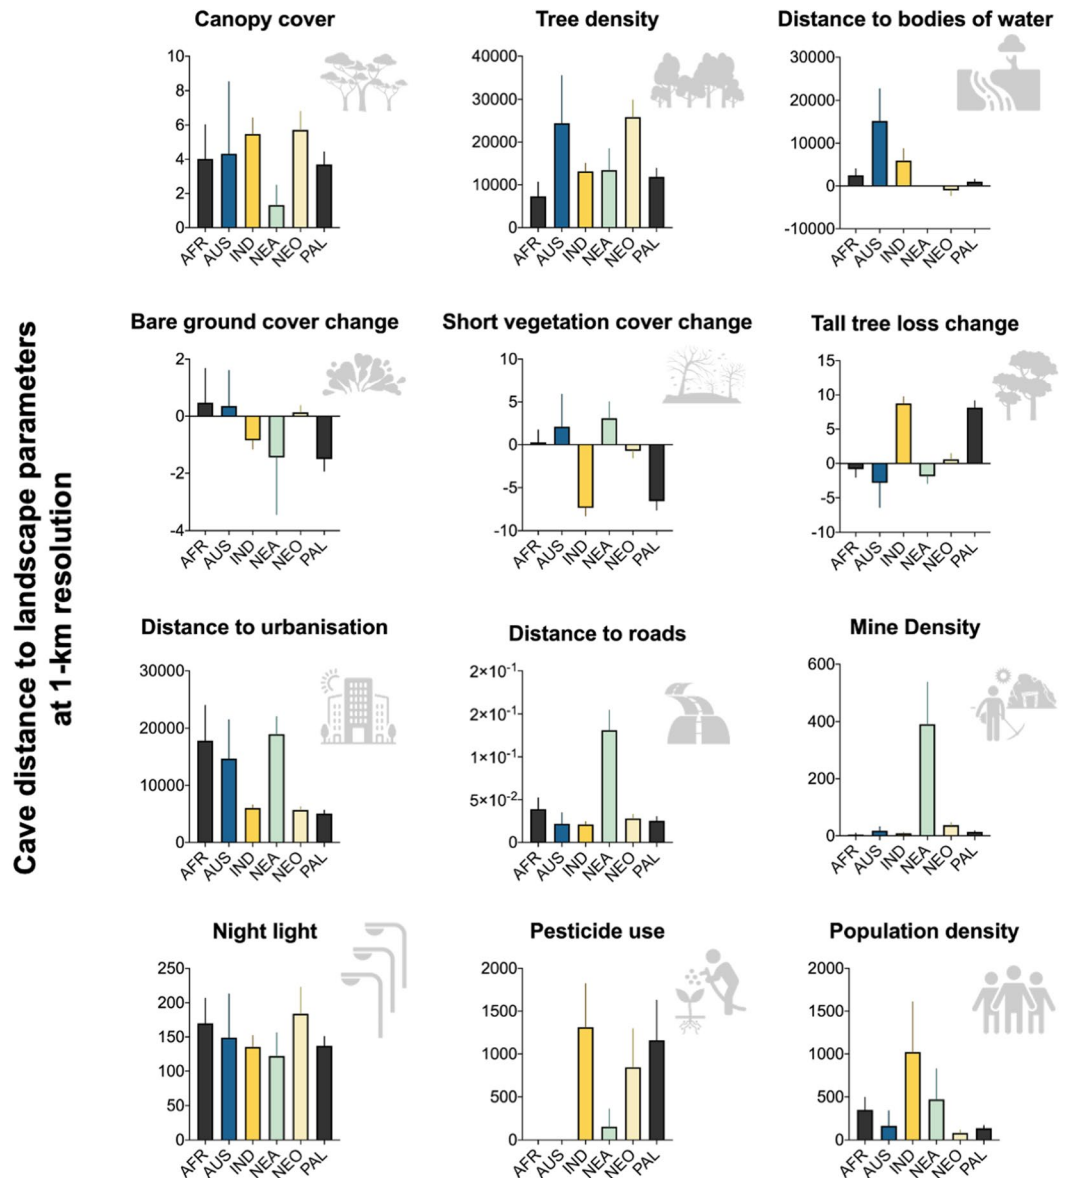 Cave distance to landscape parameters
at 1-km resolution
Canopy cover
10
8
6
4
2
0
AFR
AUS
IND
NEA
NEO
PAL
Tree density
40000
30000
20000
10000
0
AFR
AUS
IND
NEA
NEO
PAL
Distance to bodies of water
30000
20000
10000
0
-10000
AFR
AUS
IND
NEA
NEO
PAL
Bare ground cover change
2
0
-2
-4
AFR
AUS
IND
NEA
NEO
PAL
Short vegetation cover change
10
5
0
-5
-10
AFR
AUS
IND
NEA
NEO
PAL
Tall tree loss change
15
10
5
0
-5
-10
AFR
AUS
IND
NEA
NEO
PAL
Distance to urbanisation
30000
20000
10000
0
AFR
AUS
IND
NEA
NEO
PAL
Distance to roads
2×10⁻¹
2×10⁻¹
1×10⁻¹
5×10⁻²
0
AFR
AUS
IND
NEA
NEO
PAL
Mine Density
600
400
200
0
AFR
AUS
IND
NEA
NEO
PAL
Night light
250
200
150
100
50
0
AFR
AUS
IND
NEA
NEO
PAL
Pesticide use
2000
1500
1000
500
0
AFR
AUS
IND
NEA
NEO
PAL
Population density
2000
1500
1000
500
0
AFR
AUS
IND
NEA
NEO
PAL